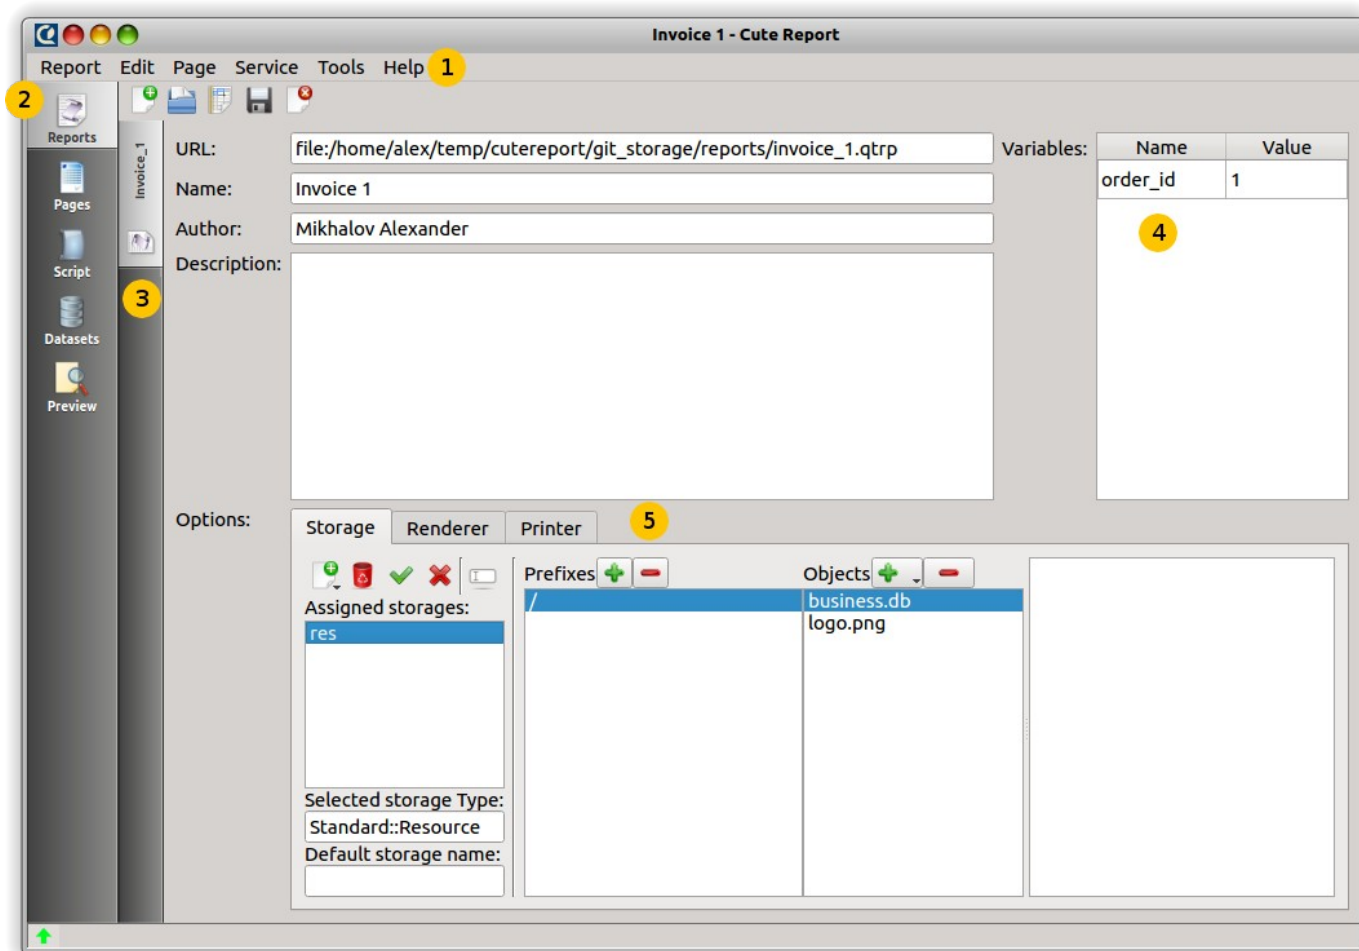 Invoice 1 - Cute Report
Report Edit Page Service Tools Help 1
2
Reports
Pages
Script
Datasets
Preview
Invoice_1
3
URL: file:/home/alex/temp/cutereport/git_storage/reports/invoice_1.qtrp
Name: Invoice 1
Author: Mikhalov Alexander
Description:
Variables: Name Value
order_id 1
4
Options: Storage Renderer Printer 5
Assigned storages:
res
Selected storage Type:
Standard::Resource
Default storage name:
Prefixes
/
Objects
business.db
logo.png